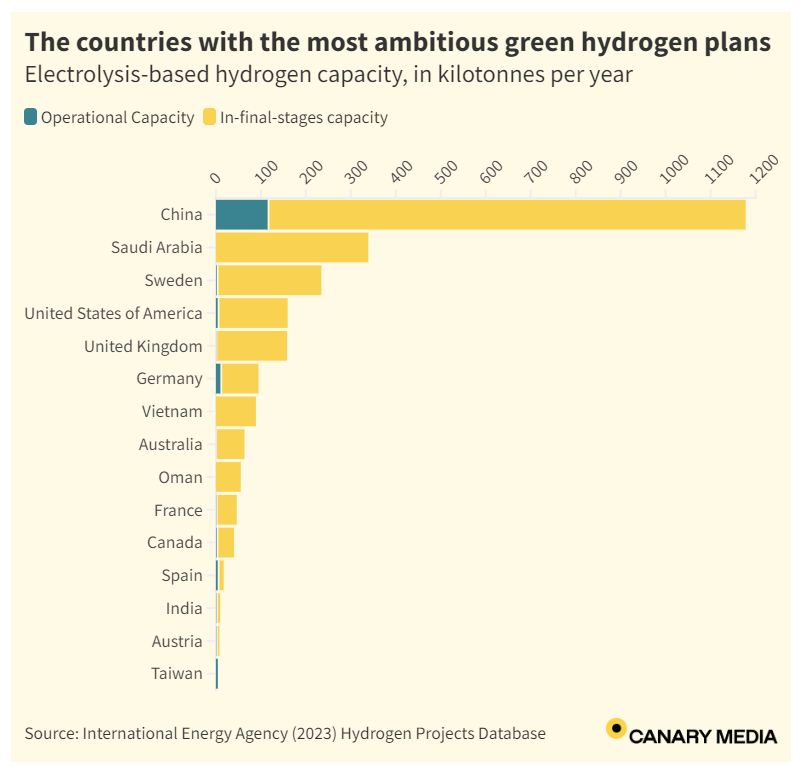 The countries with the most ambitious green hydrogen plans
Electrolysis-based hydrogen capacity, in kilotonnes per year
Operational Capacity In-final-stages capacity
0 100 200 300 400 500 600 700 800 900 1000 1100 1200
China
Saudi Arabia
Sweden
United States of America
United Kingdom
Germany
Vietnam
Australia
Oman
France
Canada
Spain
India
Austria
Taiwan
Source: International Energy Agency (2023) Hydrogen Projects Database
CANARY MEDIA